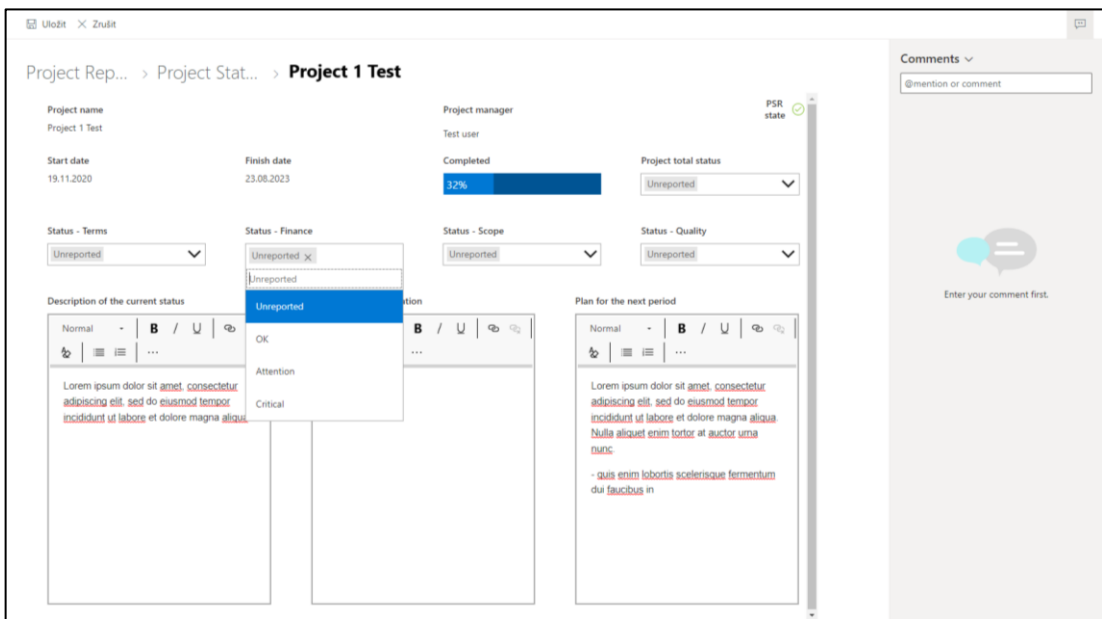 Uložit Zrušit
Project Rep... > Project Stat... > Project 1 Test
Comments
@mention or comment
Project name
Project 1 Test
Project manager
Test user
PSR
state
Start date
19.11.2020
Finish date
23.08.2023
Completed
32%
Project total status
Unreported
Status - Terms
Unreported
Status - Finance
Unreported ×
Unreported
Unreported
OK
Attention
Critical
Status - Scope
Unreported
Status - Quality
Unreported
Enter your comment first.
Description of the current status
Normal B / U
...
Lorem ipsum dolor sit amet, consectetur
adipiscing elit, sed do eiusmod tempor
incididunt ut labore et dolore magna aliqua
B / U
...
Plan for the next period
Normal B / U
...
Lorem ipsum dolor sit amet, consectetur
adipiscing elit, sed do eiusmod tempor
incididunt ut labore et dolore magna aliqua.
Nulla aliquet enim tortor at auctor urna
nunc.
- quis enim lobortis scelerisque fermentum
dui faucibus in